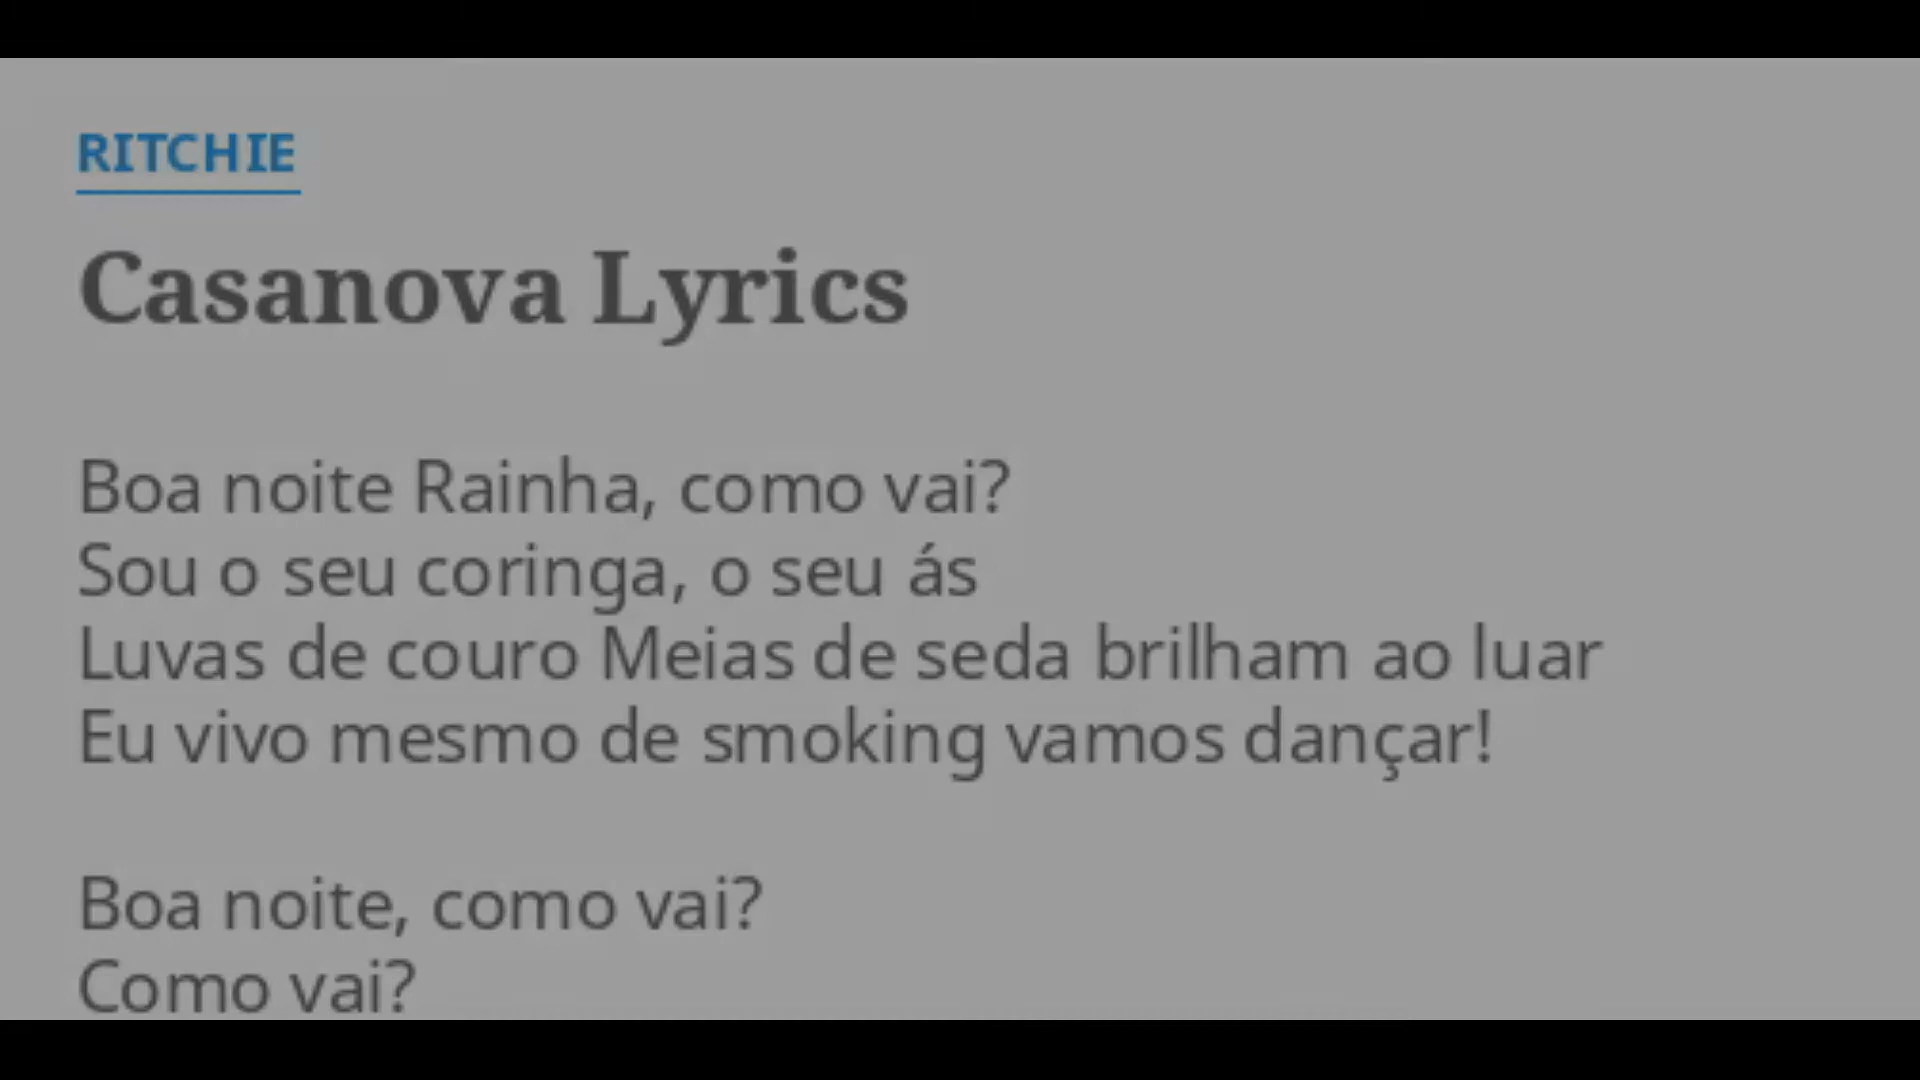 RITCHIE
Casanova Lyrics
Boa noite Rainha, como vai?
Sou o seu coringa, o seu ás
Luvas de couro Meias de seda brilham ao luar
Eu vivo mesmo de smoking vamos dançar!
Boa noite, como vai?
Como vai?